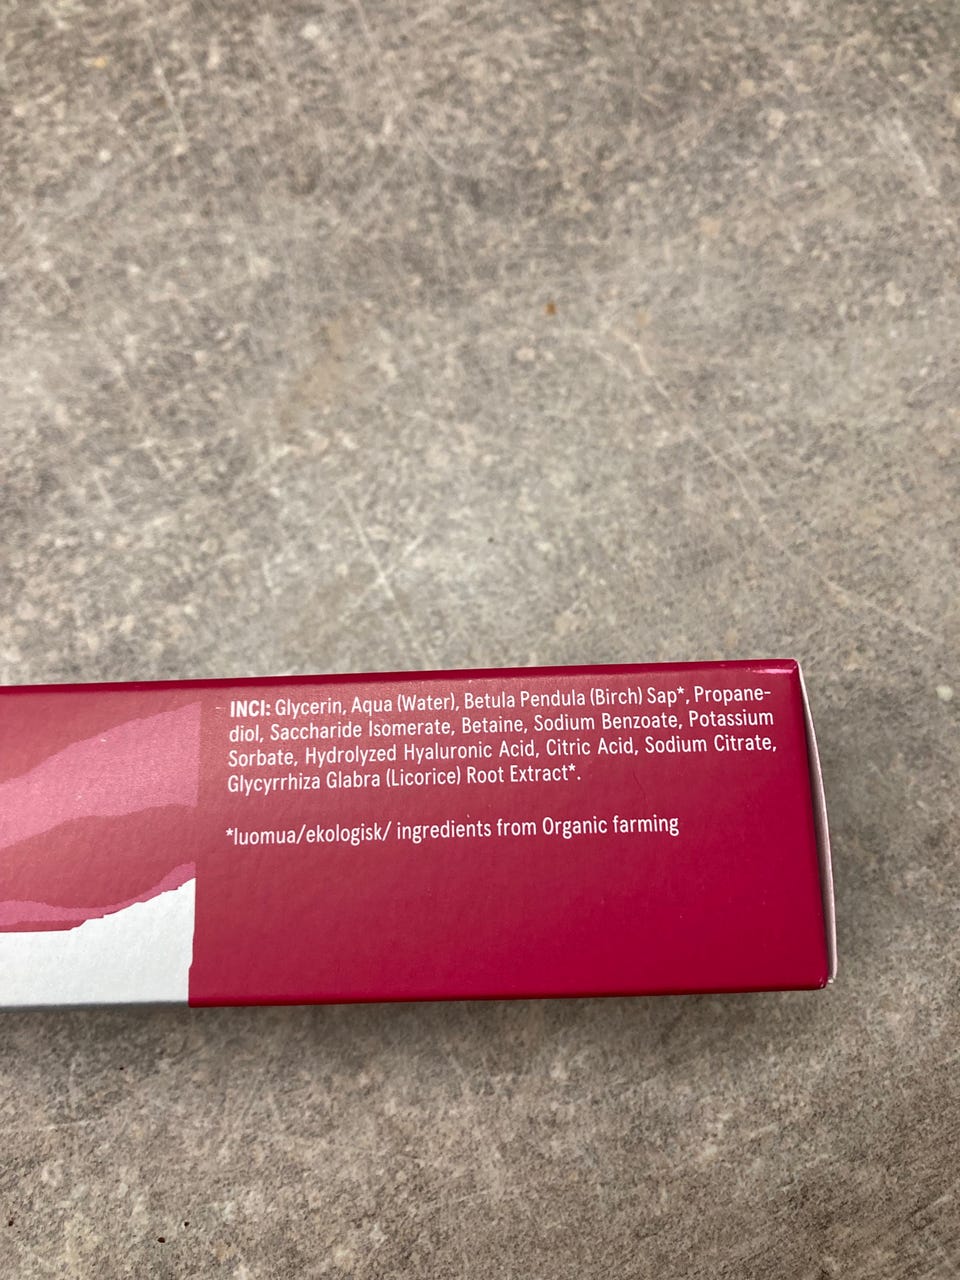 INCI: Glycerin, Aqua (Water), Betula Pendula (Birch) Sap*, Propane-
diol, Saccharide Isomerate, Betaine, Sodium Benzoate, Potassium
Sorbate, Hydrolyzed Hyaluronic Acid, Citric Acid, Sodium Citrate,
Glycyrrhiza Glabra (Licorice) Root Extract*.
*luomua/ekologisk/ ingredients from Organic farming